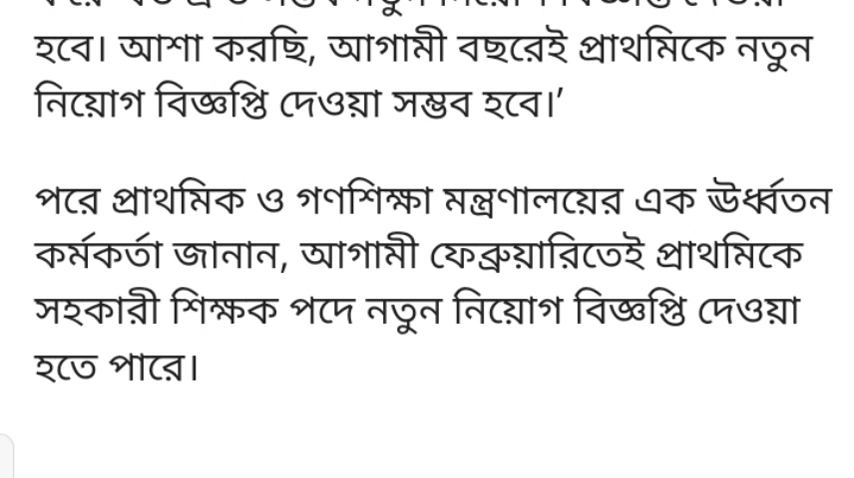 হবে। আশা করছি, আগামী বছরেই প্রাথমিকে নতুন
নিয়োগ বিজ্ঞপ্তি দেওয়া সম্ভব হবে।’
পরে প্রাথমিক ও গণশিক্ষা মন্ত্রণালয়ের এক ঊর্ধ্বতন
কর্মকর্তা জানান, আগামী ফেব্রুয়ারিতেই প্রাথমিকে
সহকারী শিক্ষক পদে নতুন নিয়োগ বিজ্ঞপ্তি দেওয়া
হতে পারে।